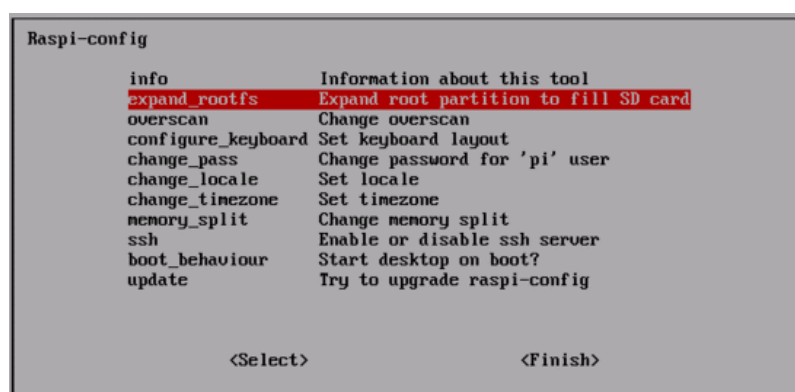 Raspi-config
info Information about this tool
expand_rootfs Expand root partition to fill SD card
overscan Change overscan
configure_keyboard Set keyboard layout
change_pass Change password for 'pi' user
change_locale Set locale
change_timezone Set timezone
memory_split Change memory split
ssh Enable or disable ssh server
boot_behaviour Start desktop on boot?
update Try to upgrade raspi-config
<Select> <Finish>